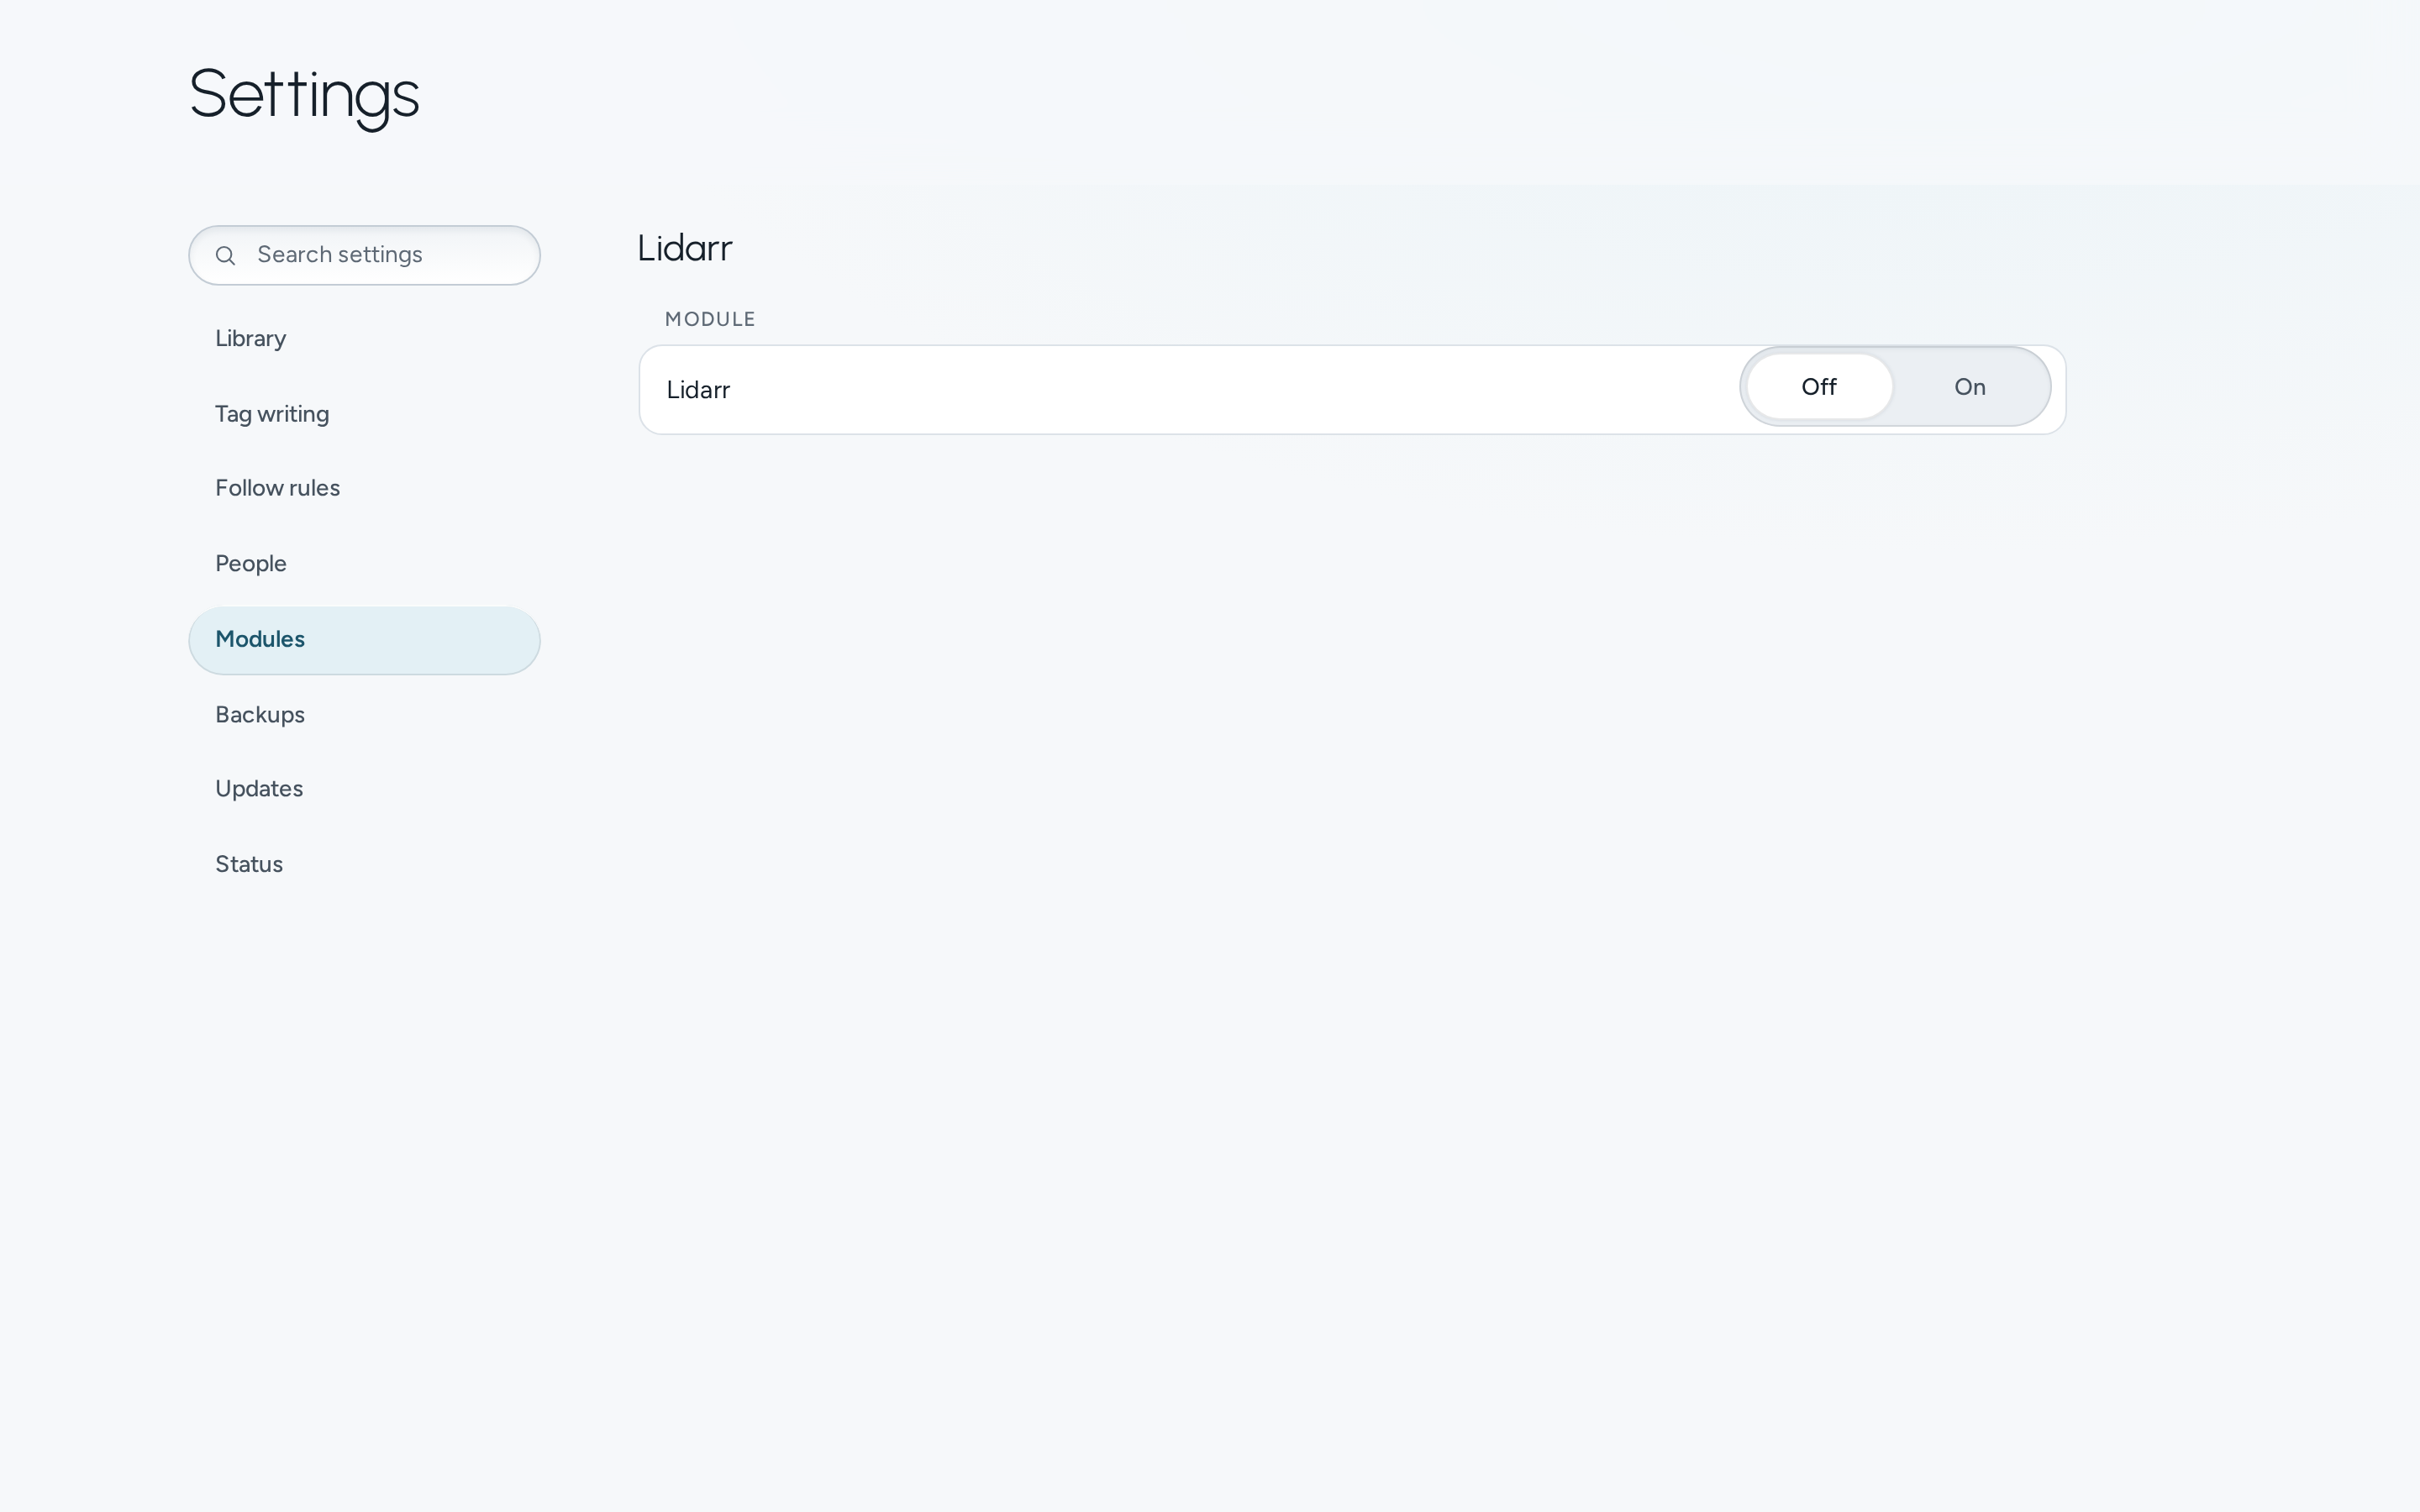 Settings
Search settings
Library
Tag writing
Follow rules
People
Modules
Backups
Updates
Status
Lidarr
MODULE
Lidarr
Off On